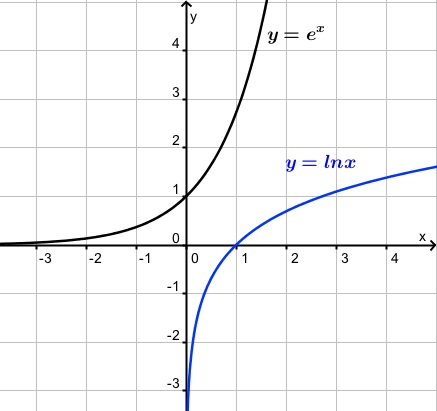 y
y = e^x
4
3
2
y = lnx
1
0
x
-3 -2 -1 0 1 2 3 4
-1
-2
-3